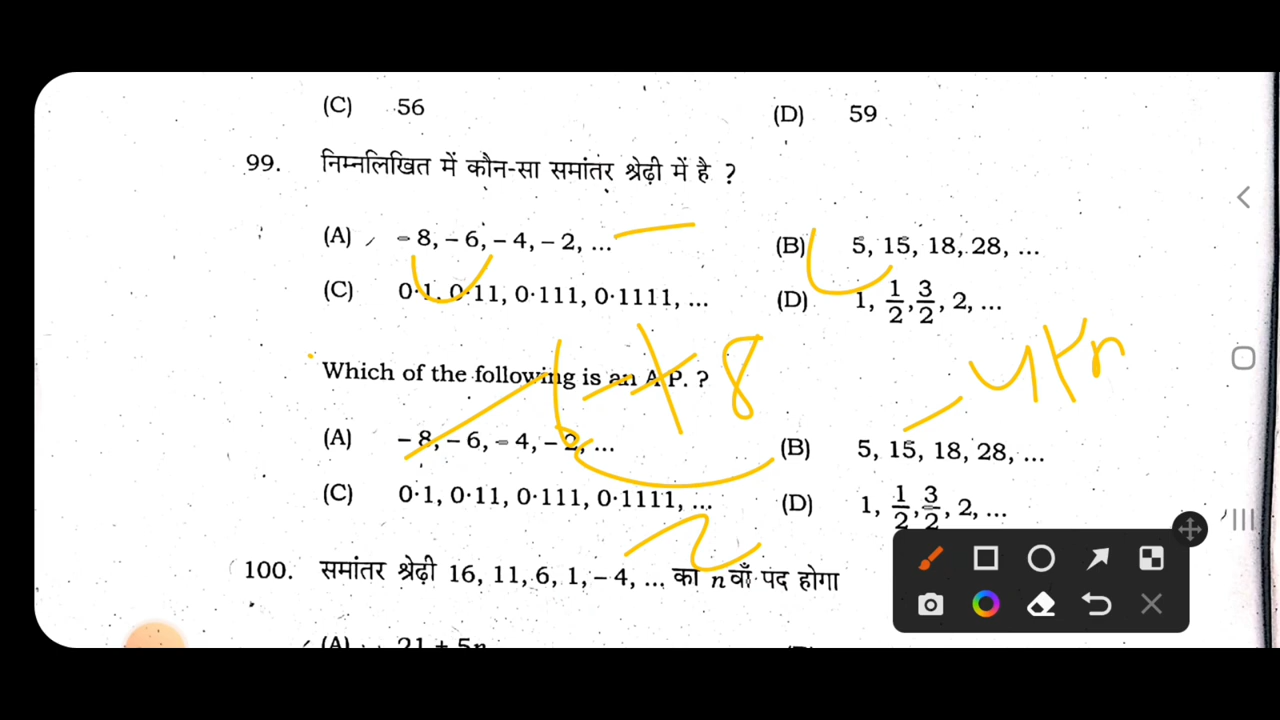 (C) 56 (D) 59
99. निम्नलिखित में कौन-सा समांतर श्रेढ़ी में है ?
(A) – 8, – 6, – 4, – 2, ... (B) 5, 15, 18, 28, ...
(C) 0·1, 0·11, 0·111, 0·1111, ... (D) 1, 1/2, 3/2, 2, ...
Which of the following is an A.P. ?
(A) – 8, – 6, – 4, – 2, ... (B) 5, 15, 18, 28, ...
(C) 0·1, 0·11, 0·111, 0·1111, ... (D) 1, 1/2, 3/2, 2, ...
100. समांतर श्रेढ़ी 16, 11, 6, 1, – 4, ... का n वाँ पद होगा
(A) 21 + 5n